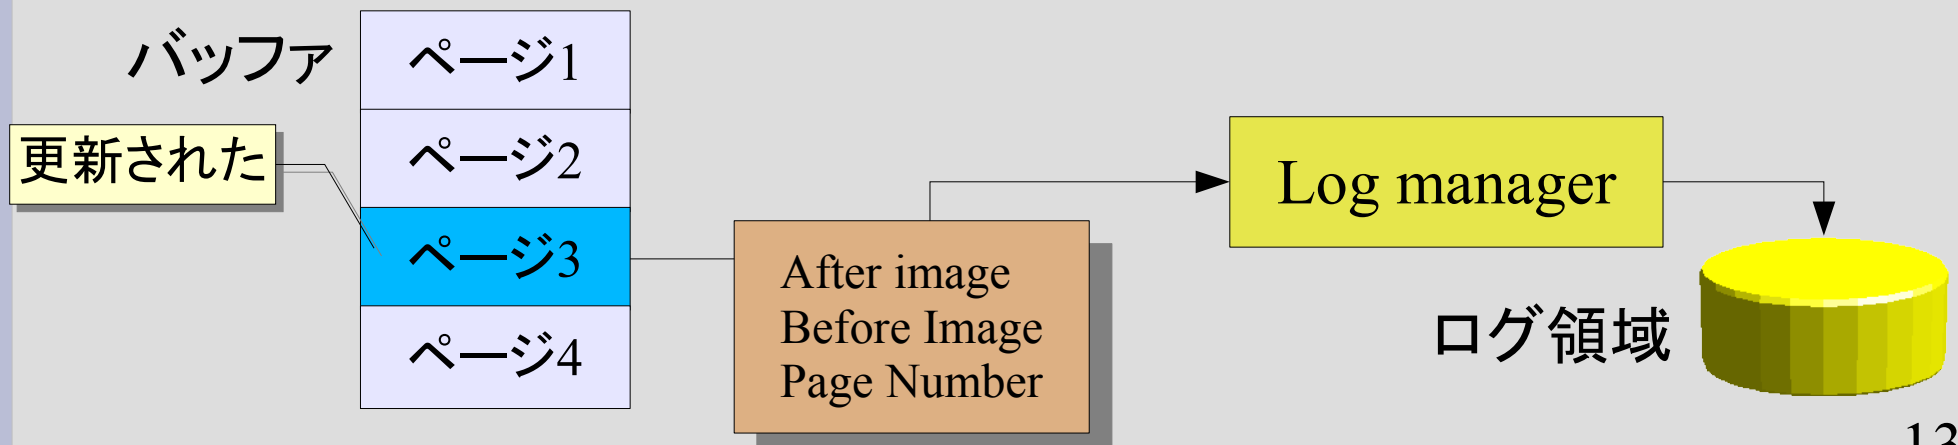 バッファ
ページ1
ページ2
ページ3
ページ4
更新された
After image
Before Image
Page Number
Log manager
ログ領域
13